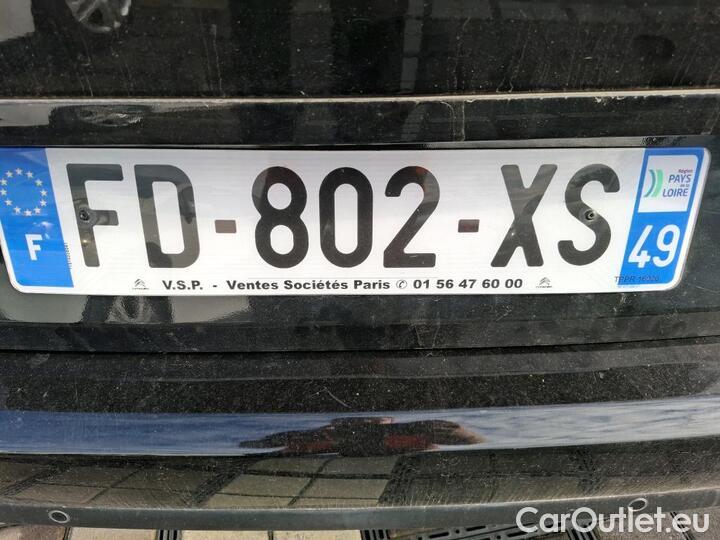 F
FD-802-XS
Région
PAYS
de la
LOIRE
49
V.S.P. - Ventes Sociétés Paris ✆ 01 56 47 60 00
CarOutlet.eu